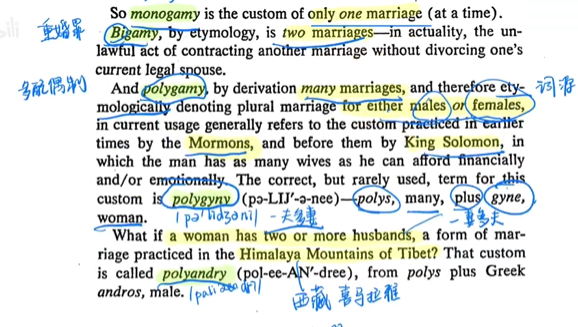 So monogamy is the custom of only one marriage (at a time).
重婚罪
Bigamy, by etymology, is two marriages—in actuality, the un-
lawful act of contracting another marriage without divorcing one's
current legal spouse.
多配偶制
And polygamy, by derivation many marriages, and therefore ety-
词源
mologically denoting plural marriage for either males or females,
in current usage generally refers to the custom practiced in earlier
times by the Mormons, and before them by King Solomon, in
which the man has as many wives as he can afford financially
and/or emotionally. The correct, but rarely used, term for this
custom is polygyny (pə-LIJ′-ə-nee)—polys, many, plus gyne,
woman.
一夫多妻
一妻多夫
What if a woman has two or more husbands, a form of mar-
riage practiced in the Himalaya Mountains of Tibet? That custom
is called polyandry (pol-ee-AN′-dree), from polys plus Greek
andros, male.
西藏 喜马拉雅